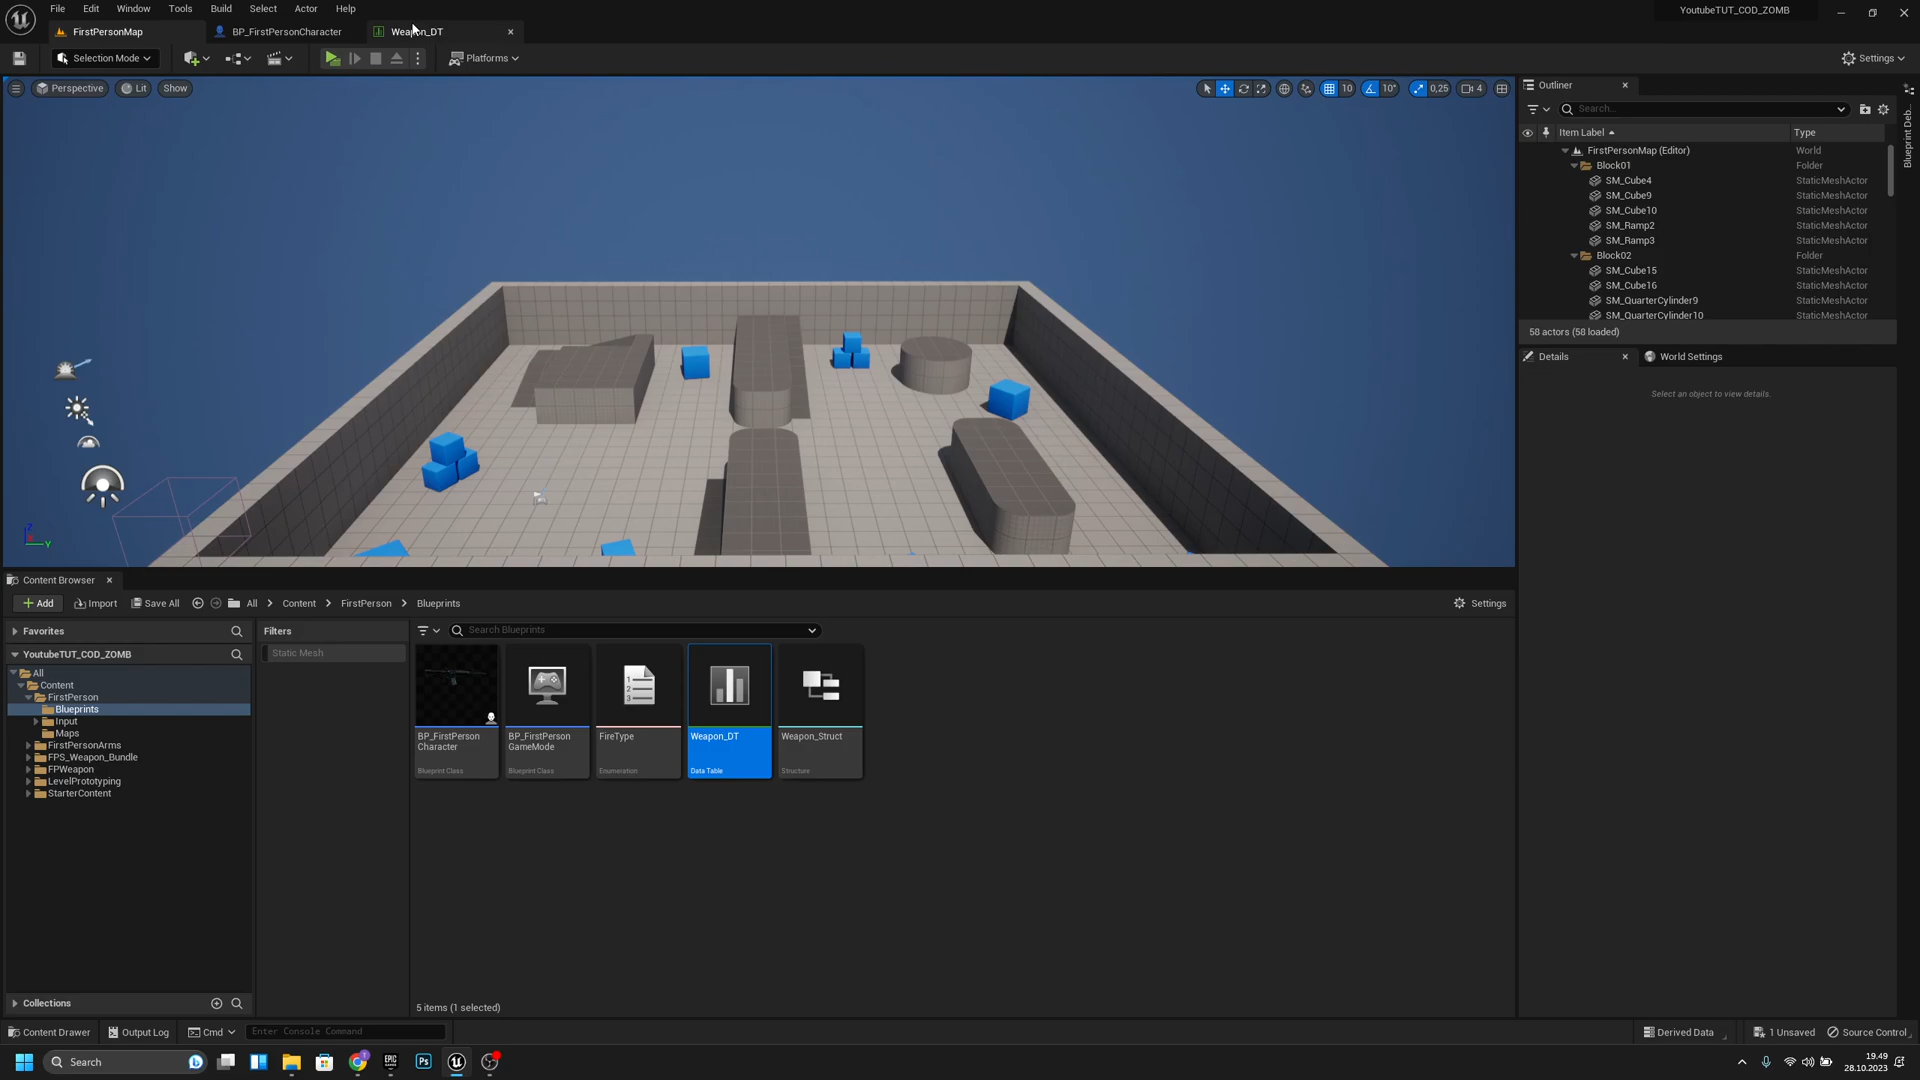 File Edit Window Tools Build Select Actor Help
YoutubeTUT_COD_ZOMB
FirstPersonMap
BP_FirstPersonCharacter
Weapon_DT
Selection Mode
Platforms
Settings
Perspective
Lit
Show
10
10°
0,25
4
Outliner
Search...
Item Label
Type
FirstPersonMap (Editor) World
Block01 Folder
SM_Cube4 StaticMeshActor
SM_Cube9 StaticMeshActor
SM_Cube10 StaticMeshActor
SM_Ramp2 StaticMeshActor
SM_Ramp3 StaticMeshActor
Block02 Folder
SM_Cube15 StaticMeshActor
SM_Cube16 StaticMeshActor
SM_QuarterCylinder9 StaticMeshActor
SM_QuarterCylinder10 StaticMeshActor
58 actors (58 loaded)
Blueprint Deb
Details
World Settings
Select an object to view details.
Z
Y
Content Browser
Add
Import
Save All
All
Content
FirstPerson
Blueprints
Settings
Favorites
YoutubeTUT_COD_ZOMB
All
Content
FirstPerson
Blueprints
Input
Maps
FirstPersonArms
FPS_Weapon_Bundle
FPWeapon
LevelPrototyping
StarterContent
Collections
Filters
Static Mesh
Search Blueprints
BP_FirstPerson
Character
Blueprint Class
BP_FirstPerson
GameMode
Blueprint Class
FireType
Enumeration
Weapon_DT
Data Table
Weapon_Struct
Structure
5 items (1 selected)
Content Drawer
Output Log
Cmd
Enter Console Command
Derived Data
1 Unsaved
Source Control
Search
EPIC
Ps
19.49
28.10.2023